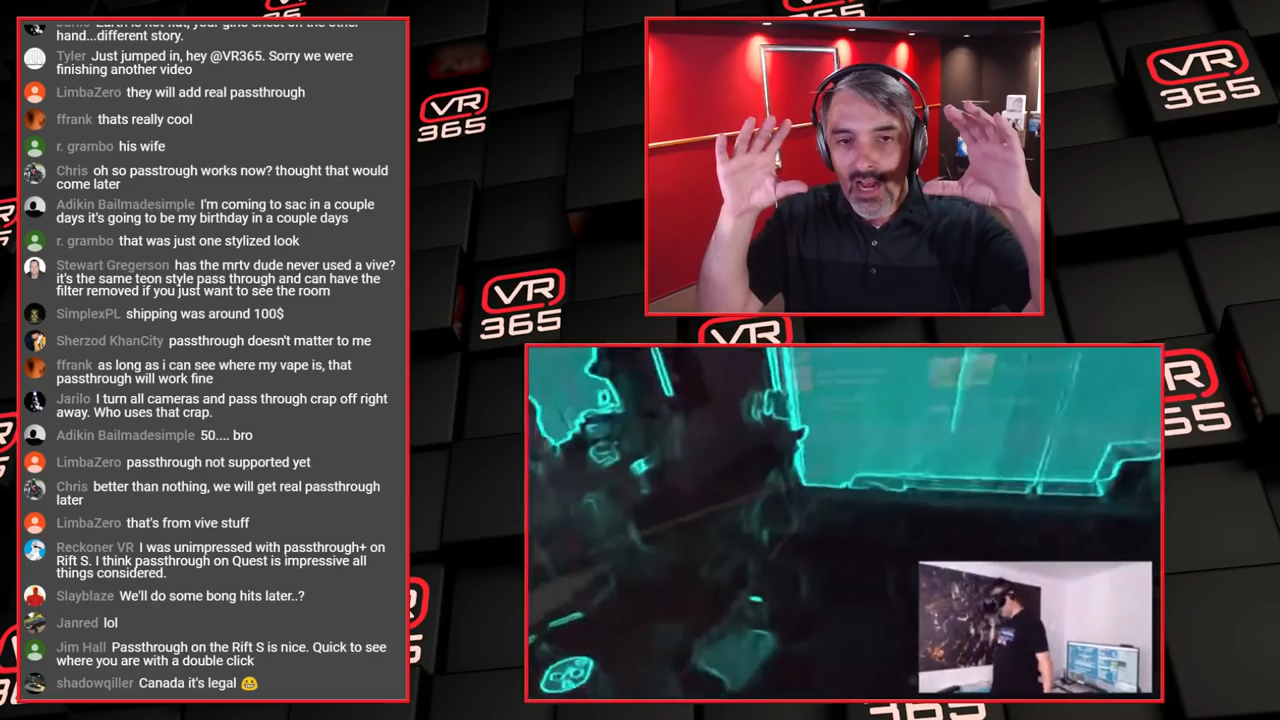 Earth is not flat, your girls chest on the other
hand...different story.
Tyler Just jumped in, hey @VR365. Sorry we were
finishing another video
LimbaZero they will add real passthrough
ffrank thats really cool
r. grambo his wife
Chris oh so passtrough works now? thought that would
come later
Adikin Bailmadesimple I'm coming to sac in a couple
days it's going to be my birthday in a couple days
r. grambo that was just one stylized look
Stewart Gregerson has the mrtv dude never used a vive?
it's the same teon style pass through and can have the
filter removed if you just want to see the room
SimplexPL shipping was around 100$
Sherzod KhanCity passthrough doesn't matter to me
ffrank as long as i can see where my vape is, that
passthrough will work fine
Jarilo I turn all cameras and pass through crap off right
away. Who uses that crap.
Adikin Bailmadesimple 50.... bro
LimbaZero passthrough not supported yet
Chris better than nothing, we will get real passthrough
later
LimbaZero that's from vive stuff
Reckoner VR I was unimpressed with passthrough+ on
Rift S. I think passthrough on Quest is impressive all
things considered.
Slayblaze We'll do some bong hits later..?
Janred lol
Jim Hall Passthrough on the Rift S is nice. Quick to see
where you are with a double click
shadowqiller Canada it's legal 😀
VR
365
VR
365
VR
365
VR
365